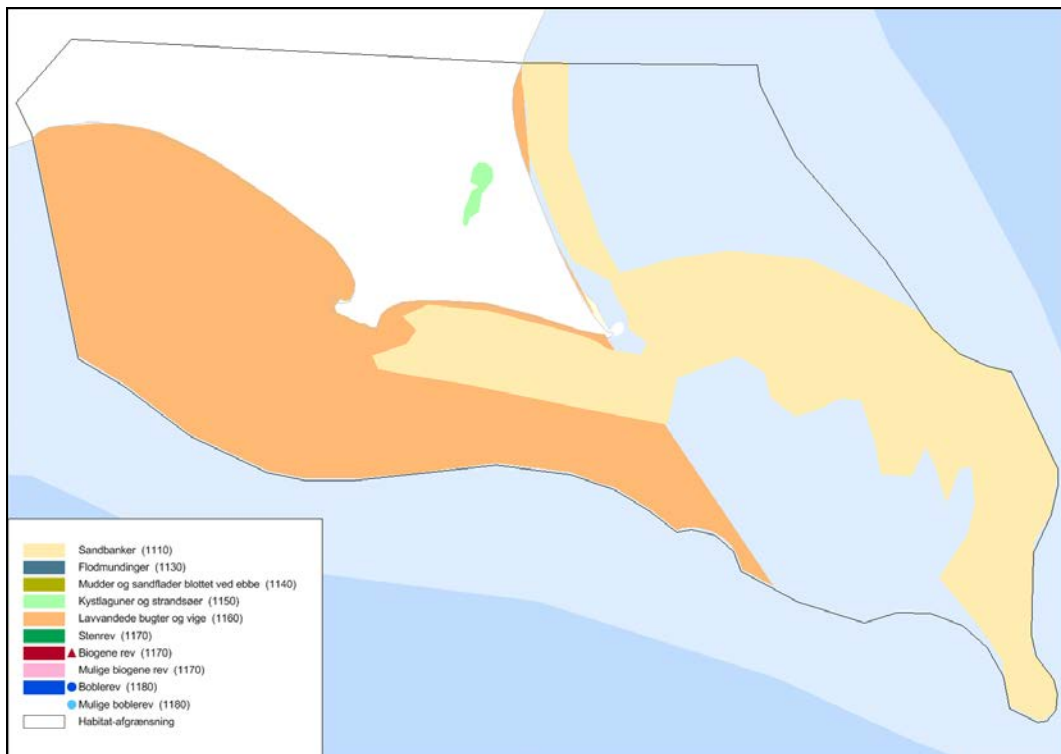 Sandbanker (1110)
Flodmundinger (1130)
Mudder og sandflader blottet ved ebbe (1140)
Kystlaguner og strandsøer (1150)
Lavvandede bugter og vige (1160)
Stenrev (1170)
Biogene rev (1170)
Mulige biogene rev (1170)
Boblerev (1180)
Mulige boblerev (1180)
Habitat-afgrænsning